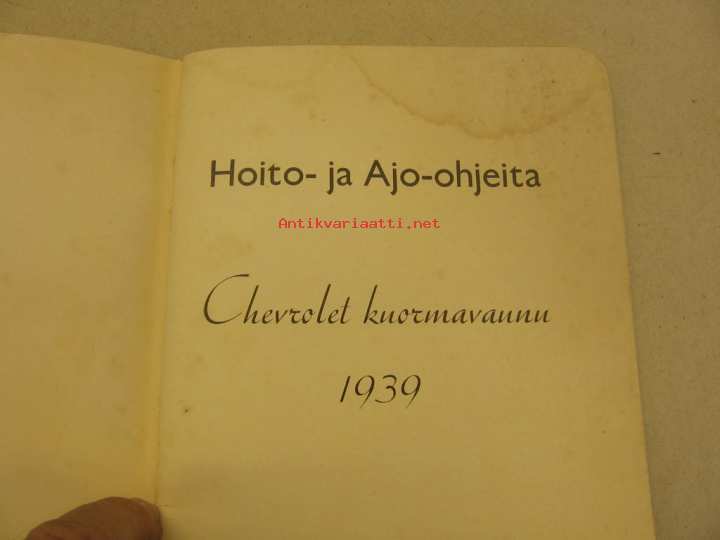 Hoito- ja Ajo-ohjeita
Antikvariaatti.net
Chevrolet kuormavaunu
1939